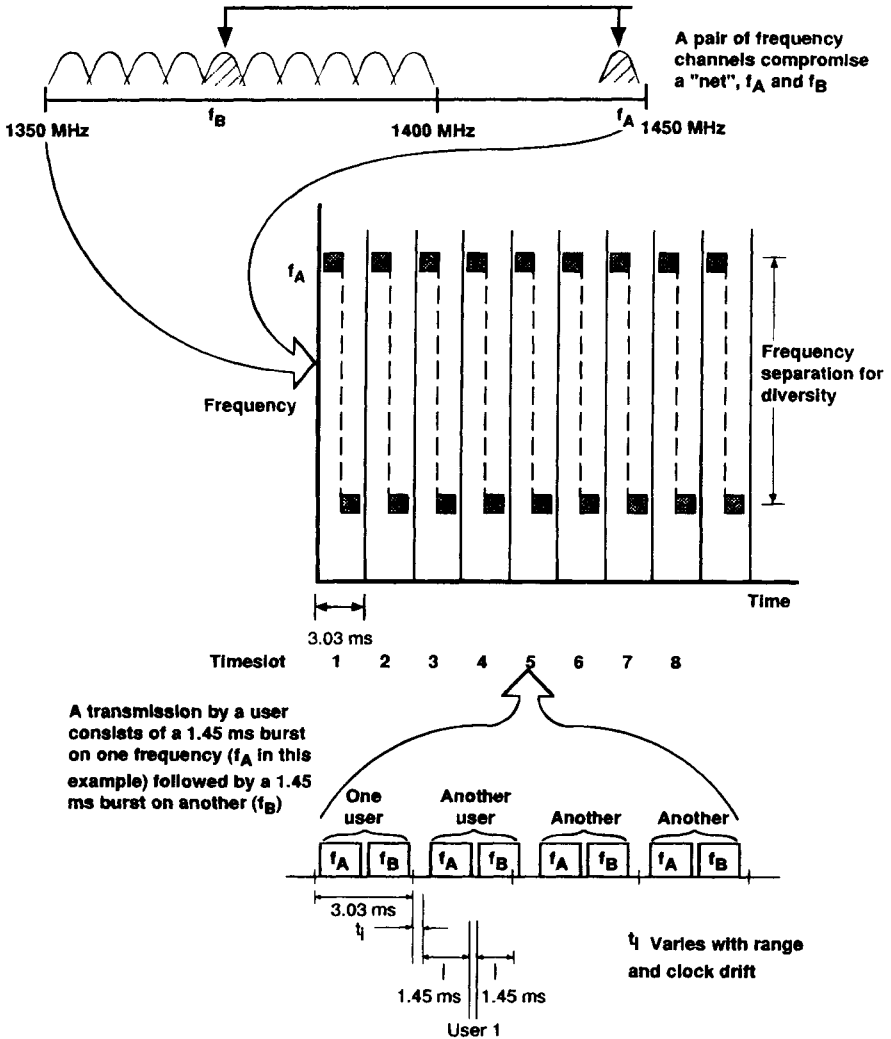 A pair of frequency
channels compromise
a "net", fA and fB
fB
fA
1350 MHz
1400 MHz
1450 MHz
fA
Frequency
Frequency
separation for
diversity
Time
3.03 ms
Timeslot 1 2 3 4 5 6 7 8
A transmission by a user
consists of a 1.45 ms burst
on one frequency (fA in this
example) followed by a 1.45
ms burst on another (fB)
One
user
Another
user
Another
Another
fA fB fA fB fA fB fA fB
3.03 ms
ti
ti Varies with range
and clock drift
1.45 ms 1.45 ms
User 1